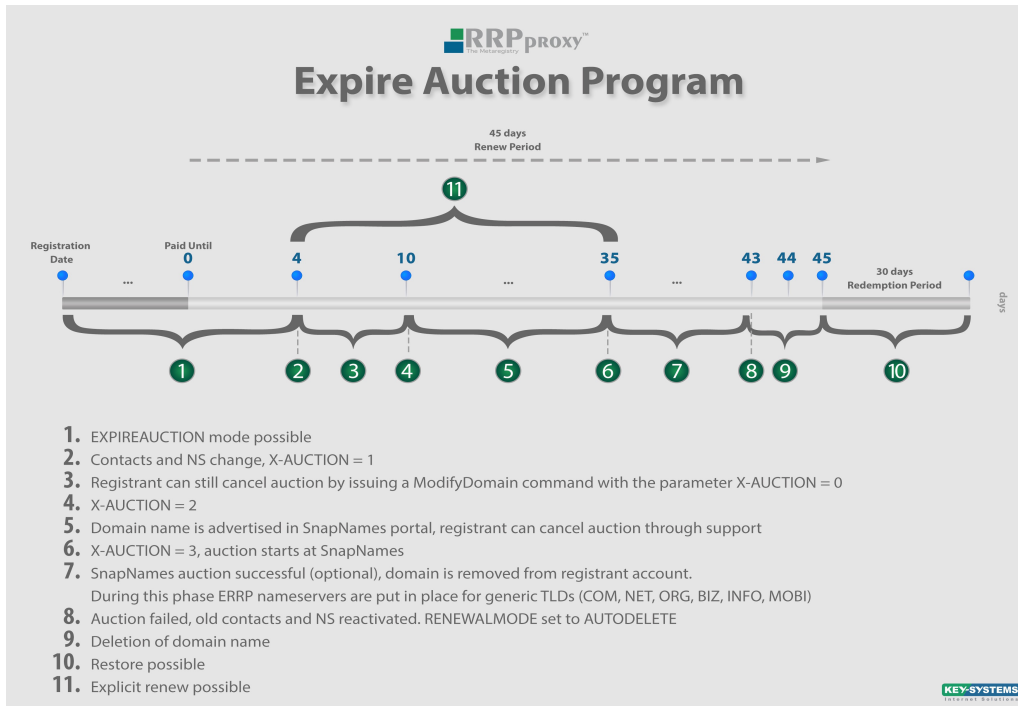 RRPproxy™
The Metaregistry
Expire Auction Program
45 days
Renew Period
11
Registration
Date
Paid Until
0
4
10
35
43
44
45
30 days
Redemption Period
...
...
...
days
1
2
3
4
5
6
7
8
9
10
1. EXPIREAUCTION mode possible
2. Contacts and NS change, X-AUCTION = 1
3. Registrant can still cancel auction by issuing a ModifyDomain command with the parameter X-AUCTION = 0
4. X-AUCTION = 2
5. Domain name is advertised in SnapNames portal, registrant can cancel auction through support
6. X-AUCTION = 3, auction starts at SnapNames
7. SnapNames auction successful (optional), domain is removed from registrant account.
During this phase ERRP nameservers are put in place for generic TLDs (COM, NET, ORG, BIZ, INFO, MOBI)
8. Auction failed, old contacts and NS reactivated. RENEWALMODE set to AUTODELETE
9. Deletion of domain name
10. Restore possible
11. Explicit renew possible
KEY-SYSTEMS
Internet Solutions